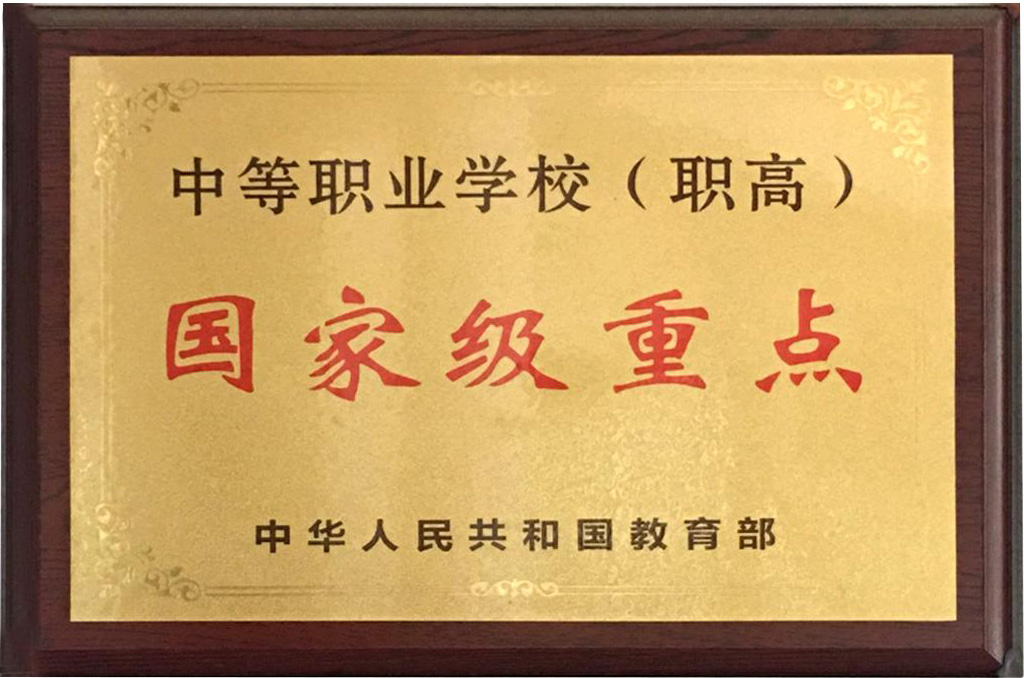 中等职业学校（职高）
国家级重点
中华人民共和国教育部